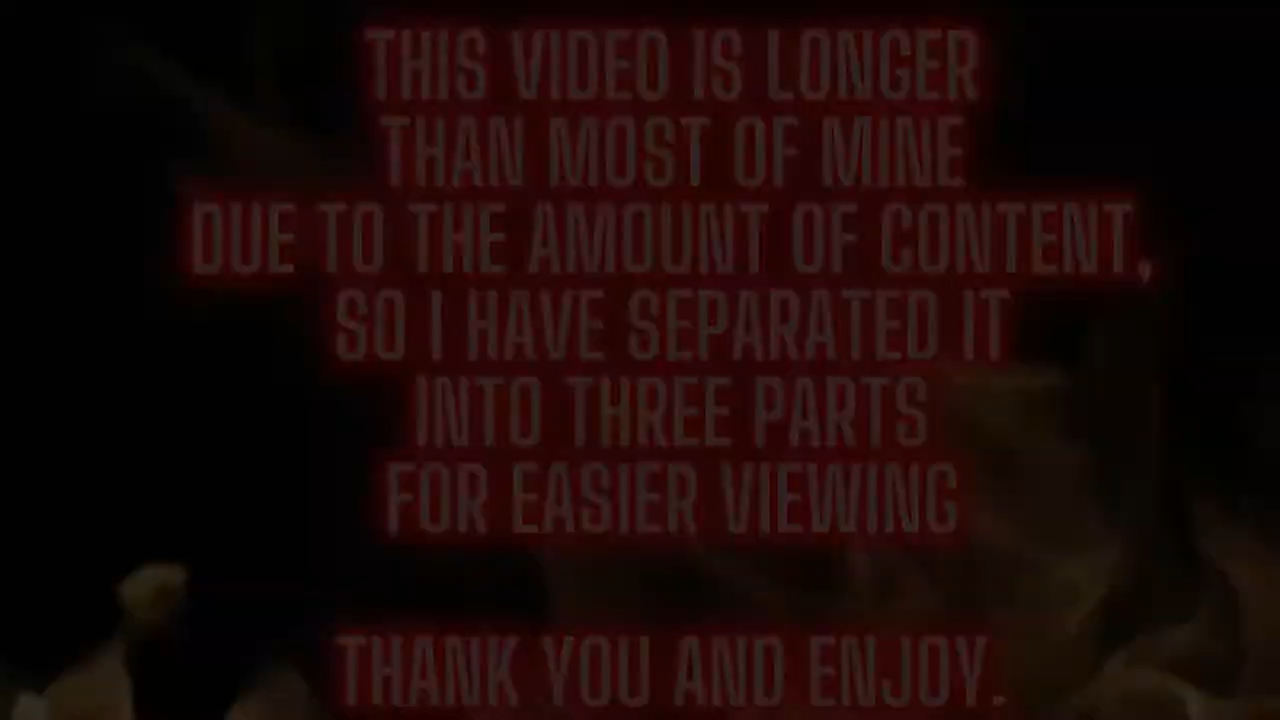 THIS VIDEO IS LONGER
THAN MOST OF MINE
DUE TO THE AMOUNT OF CONTENT,
SO I HAVE SEPARATED IT
INTO THREE PARTS
FOR EASIER VIEWING
THANK YOU AND ENJOY.